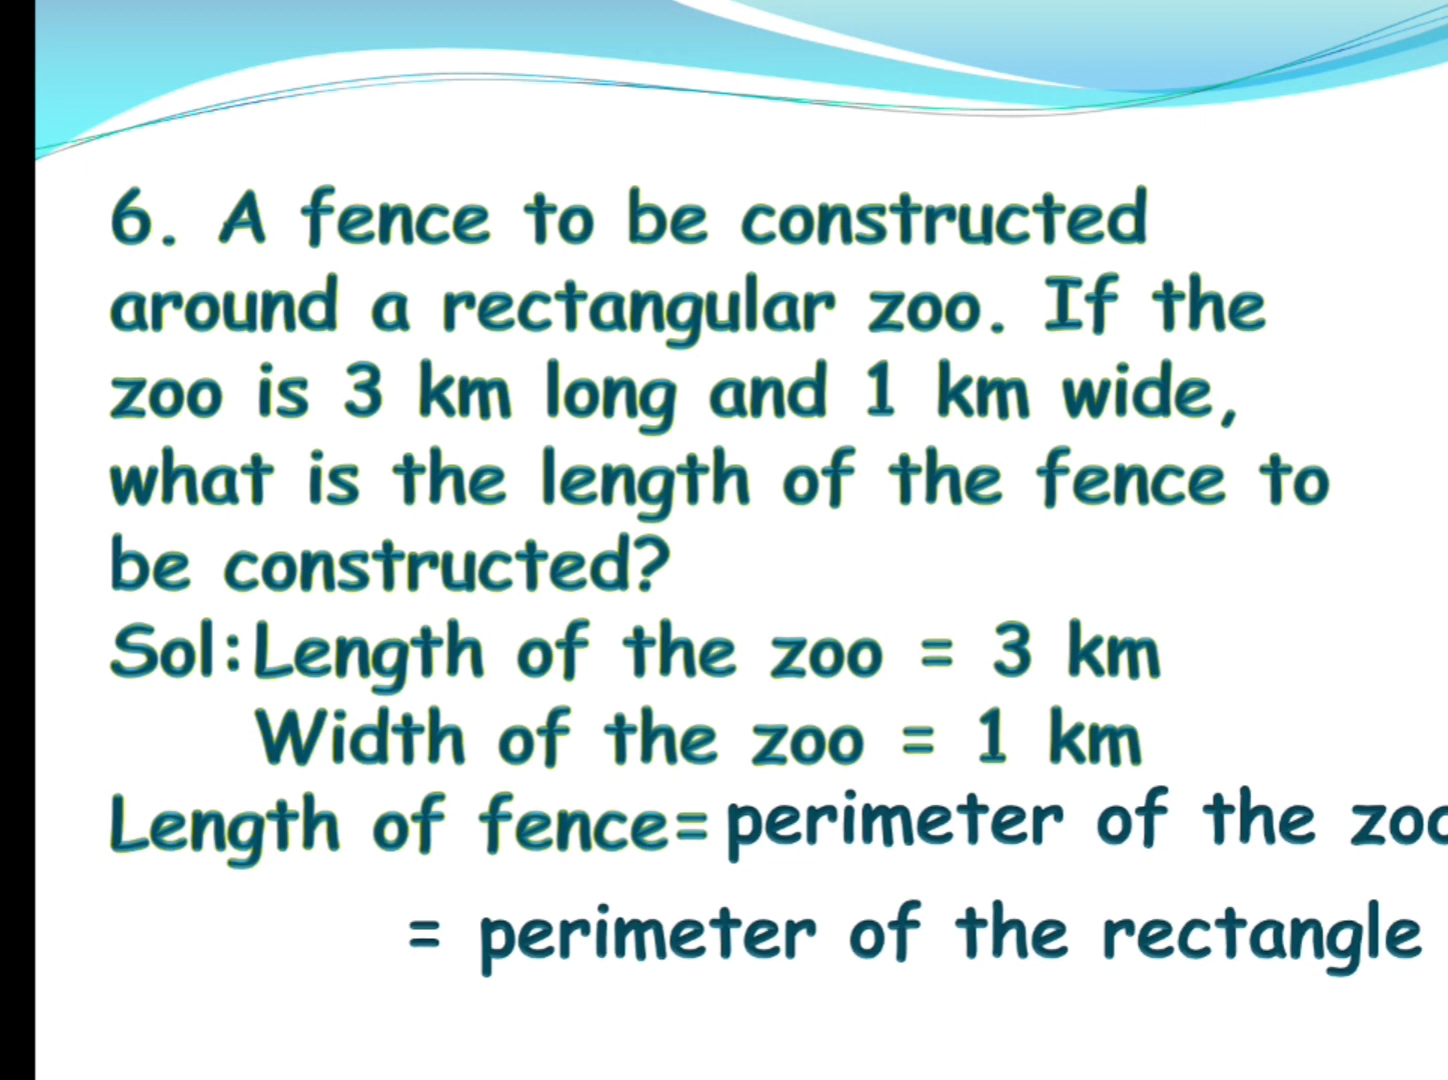 6. A fence to be constructed
around a rectangular zoo. If the
zoo is 3 km long and 1 km wide,
what is the length of the fence to
be constructed?
Sol:Length of the zoo = 3 km
Width of the zoo = 1 km
Length of fence= perimeter of the zoo
= perimeter of the rectangle